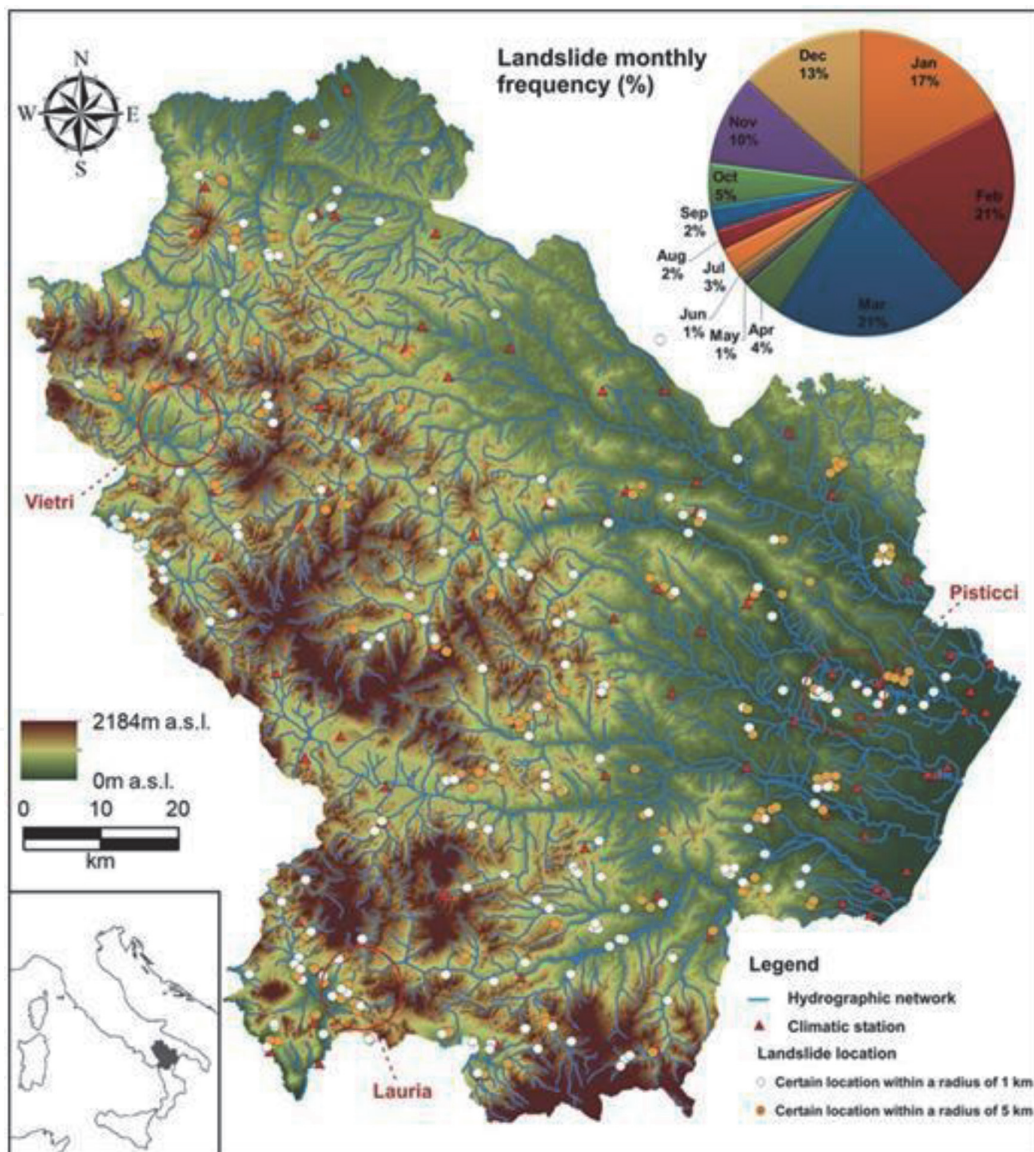 N
W
E
S
Landslide monthly
frequency (%)
Dec
13%
Jan
17%
Nov
10%
Feb
21%
Oct
5%
Sep
2%
Aug
2%
Jul
3%
Jun
1%
May
1%
Apr
4%
Mar
21%
Vietri
Pisticci
2184m a.s.l.
0m a.s.l.
0 10 20
km
Lauria
Legend
Hydrographic network
Climatic station
Landslide location
Certain location within a radius of 1 km
Certain location within a radius of 5 km